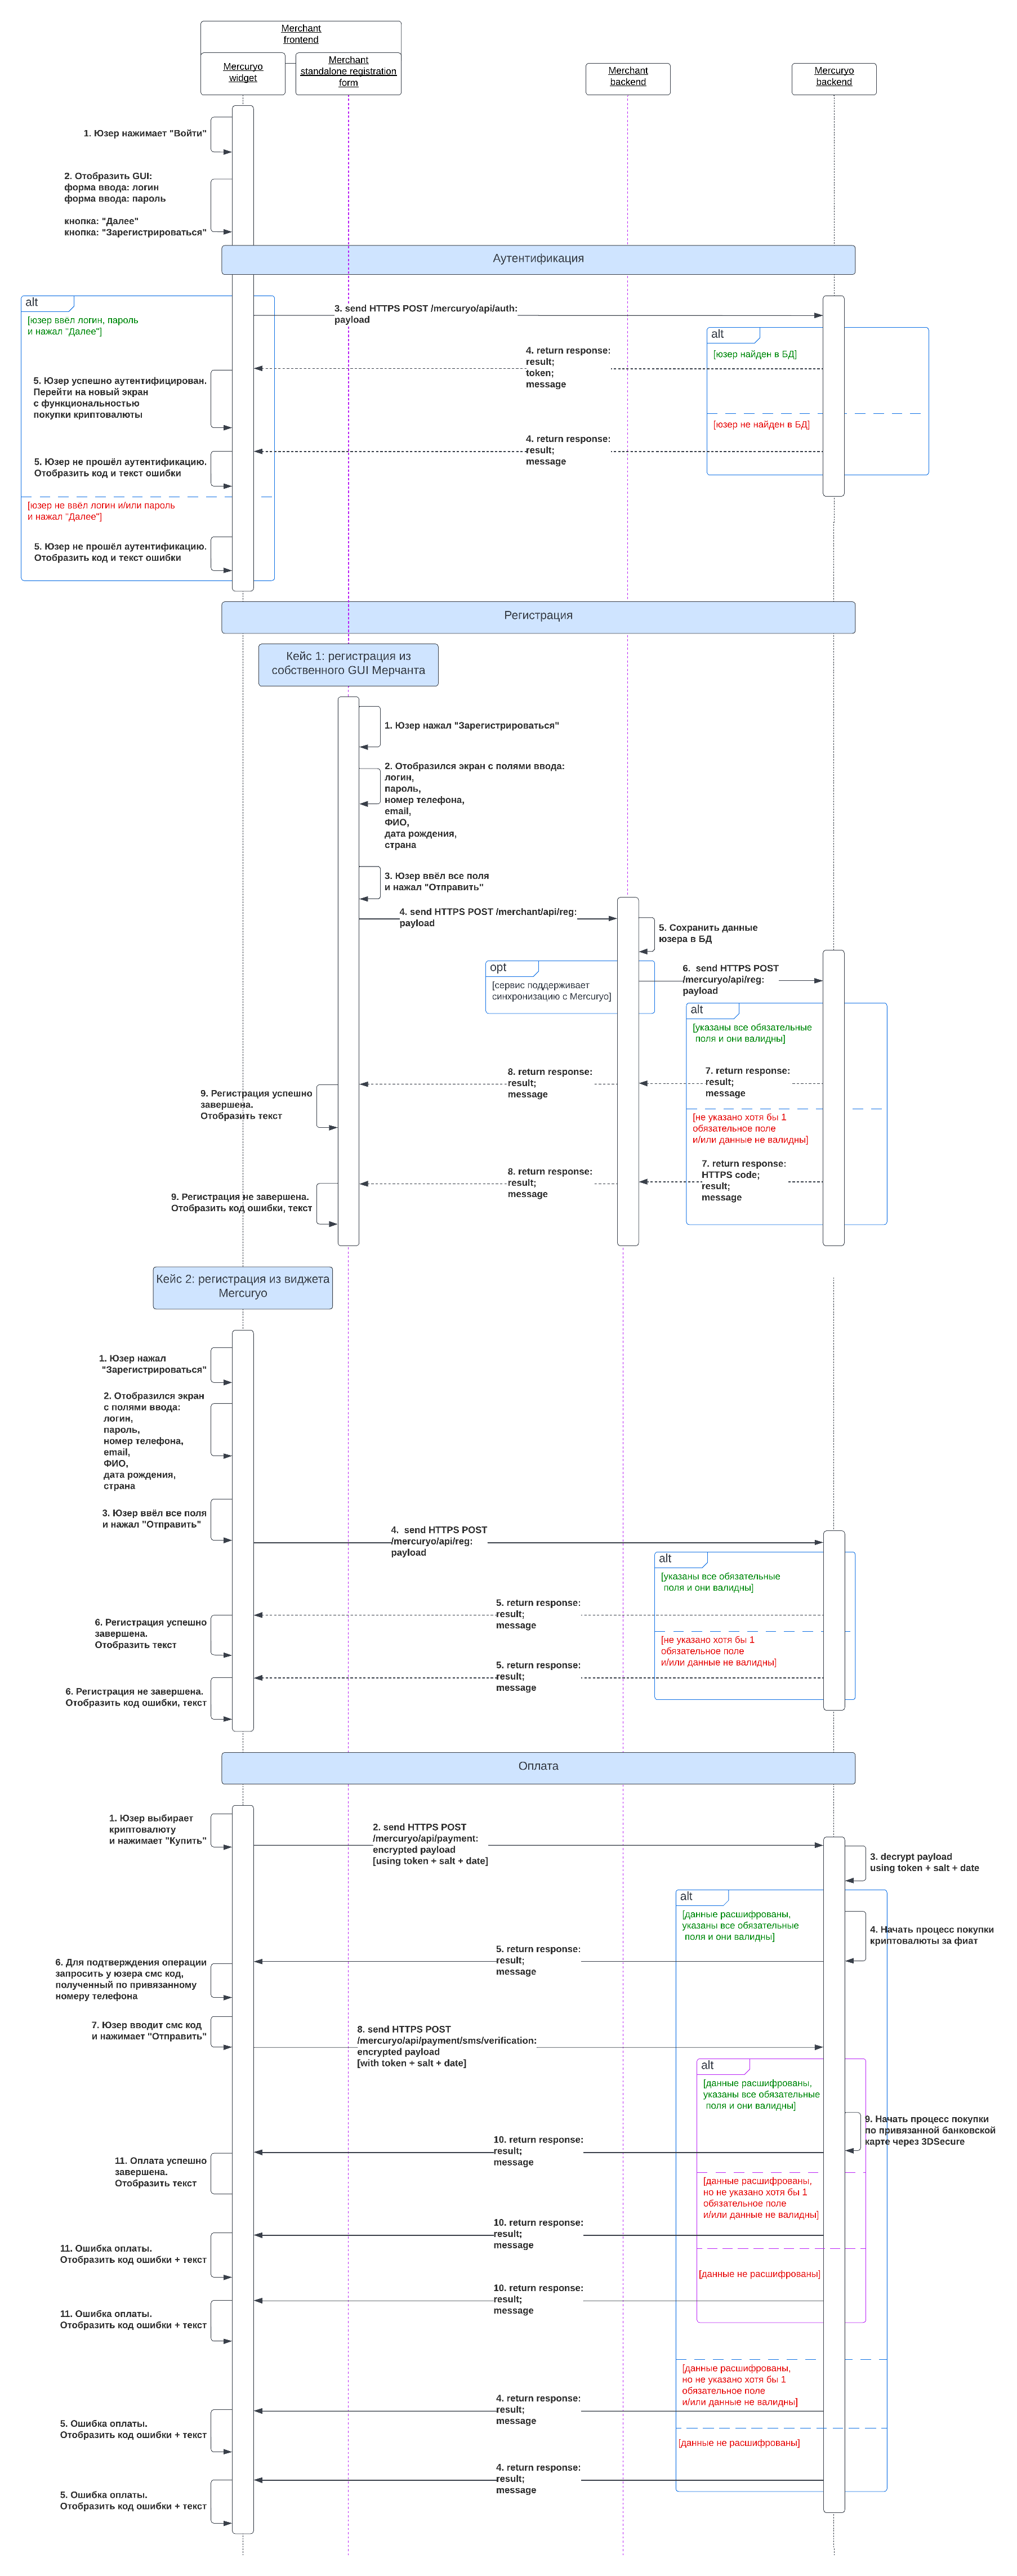 Merchant
frontend
Mercuryo
widget
Merchant
standalone registration
form
Merchant
backend
Mercuryo
backend
1. Юзер нажимает "Войти"
2. Отобразить GUI:
форма ввода: логин
форма ввода: пароль
кнопка: "Далее"
кнопка: "Зарегистрироваться"
Аутентификация
alt
[юзер ввёл логин, пароль
и нажал "Далее"]
3. send HTTPS POST /mercuryo/api/auth:
payload
alt
[юзер найден в БД]
4. return response:
result;
token;
message
5. Юзер успешно аутентифицирован.
Перейти на новый экран
с функциональностью
покупки криптовалюты
[юзер не найден в БД]
4. return response:
result;
message
5. Юзер не прошёл аутентификацию.
Отобразить код и текст ошибки
[юзер не ввёл логин и/или пароль
и нажал "Далее"]
5. Юзер не прошёл аутентификацию.
Отобразить код и текст ошибки
Регистрация
Кейс 1: регистрация из
собственного GUI Мерчанта
1. Юзер нажал "Зарегистрироваться"
2. Отобразился экран с полями ввода:
логин,
пароль,
номер телефона,
email,
ФИО,
дата рождения,
страна
3. Юзер ввёл все поля
и нажал "Отправить"
4. send HTTPS POST /merchant/api/reg:
payload
5. Сохранить данные
юзера в БД
opt
[сервис поддерживает
синхронизацию с Mercuryo]
6.  send HTTPS POST
/mercuryo/api/reg:
payload
alt
[указаны все обязательные
поля и они валидны]
7. return response:
result;
message
8. return response:
result;
message
9. Регистрация успешно
завершена.
Отобразить текст
[не указано хотя бы 1
обязательное поле
и/или данные не валидны]
7. return response:
HTTPS code;
result;
message
8. return response:
result;
message
9. Регистрация не завершена.
Отобразить код ошибки, текст
Кейс 2: регистрация из виджета
Mercuryo
1. Юзер нажал
"Зарегистрироваться"
2. Отобразился экран
с полями ввода:
логин,
пароль,
номер телефона,
email,
ФИО,
дата рождения,
страна
3. Юзер ввёл все поля
и нажал "Отправить"
4.  send HTTPS POST
/mercuryo/api/reg:
payload
alt
[указаны все обязательные
поля и они валидны]
5. return response:
result;
message
6. Регистрация успешно
завершена.
Отобразить текст
[не указано хотя бы 1
обязательное поле
и/или данные не валидны]
5. return response:
result;
message
6. Регистрация не завершена.
Отобразить код ошибки, текст
Оплата
1. Юзер выбирает
криптовалюту
и нажимает "Купить"
2. send HTTPS POST
/mercuryo/api/payment:
encrypted payload
[using token + salt + date]
3. decrypt payload
using token + salt + date
alt
[данные расшифрованы,
указаны все обязательные
поля и они валидны]
4. Начать процесс покупки
криптовалюты за фиат
5. return response:
result;
message
6. Для подтверждения операции
запросить у юзера смс код,
полученный по привязанному
номеру телефона
7. Юзер вводит смс код
и нажимает "Отправить"
8. send HTTPS POST
/mercuryo/api/payment/sms/verification:
encrypted payload
[with token + salt + date]
alt
[данные расшифрованы,
указаны все обязательные
поля и они валидны]
9. Начать процесс покупки
по привязанной банковской
карте через 3DSecure
10. return response:
result;
message
11. Оплата успешно
завершена.
Отобразить текст
[данные расшифрованы,
но не указано хотя бы 1
обязательное поле
и/или данные не валидны]
10. return response:
result;
message
11. Ошибка оплаты.
Отобразить код ошибки + текст
[данные не расшифрованы]
10. return response:
result;
message
11. Ошибка оплаты.
Отобразить код ошибки + текст
[данные расшифрованы,
но не указано хотя бы 1
обязательное поле
и/или данные не валидны]
4. return response:
result;
message
5. Ошибка оплаты.
Отобразить код ошибки + текст
[данные не расшифрованы]
4. return response:
result;
message
5. Ошибка оплаты.
Отобразить код ошибки + текст